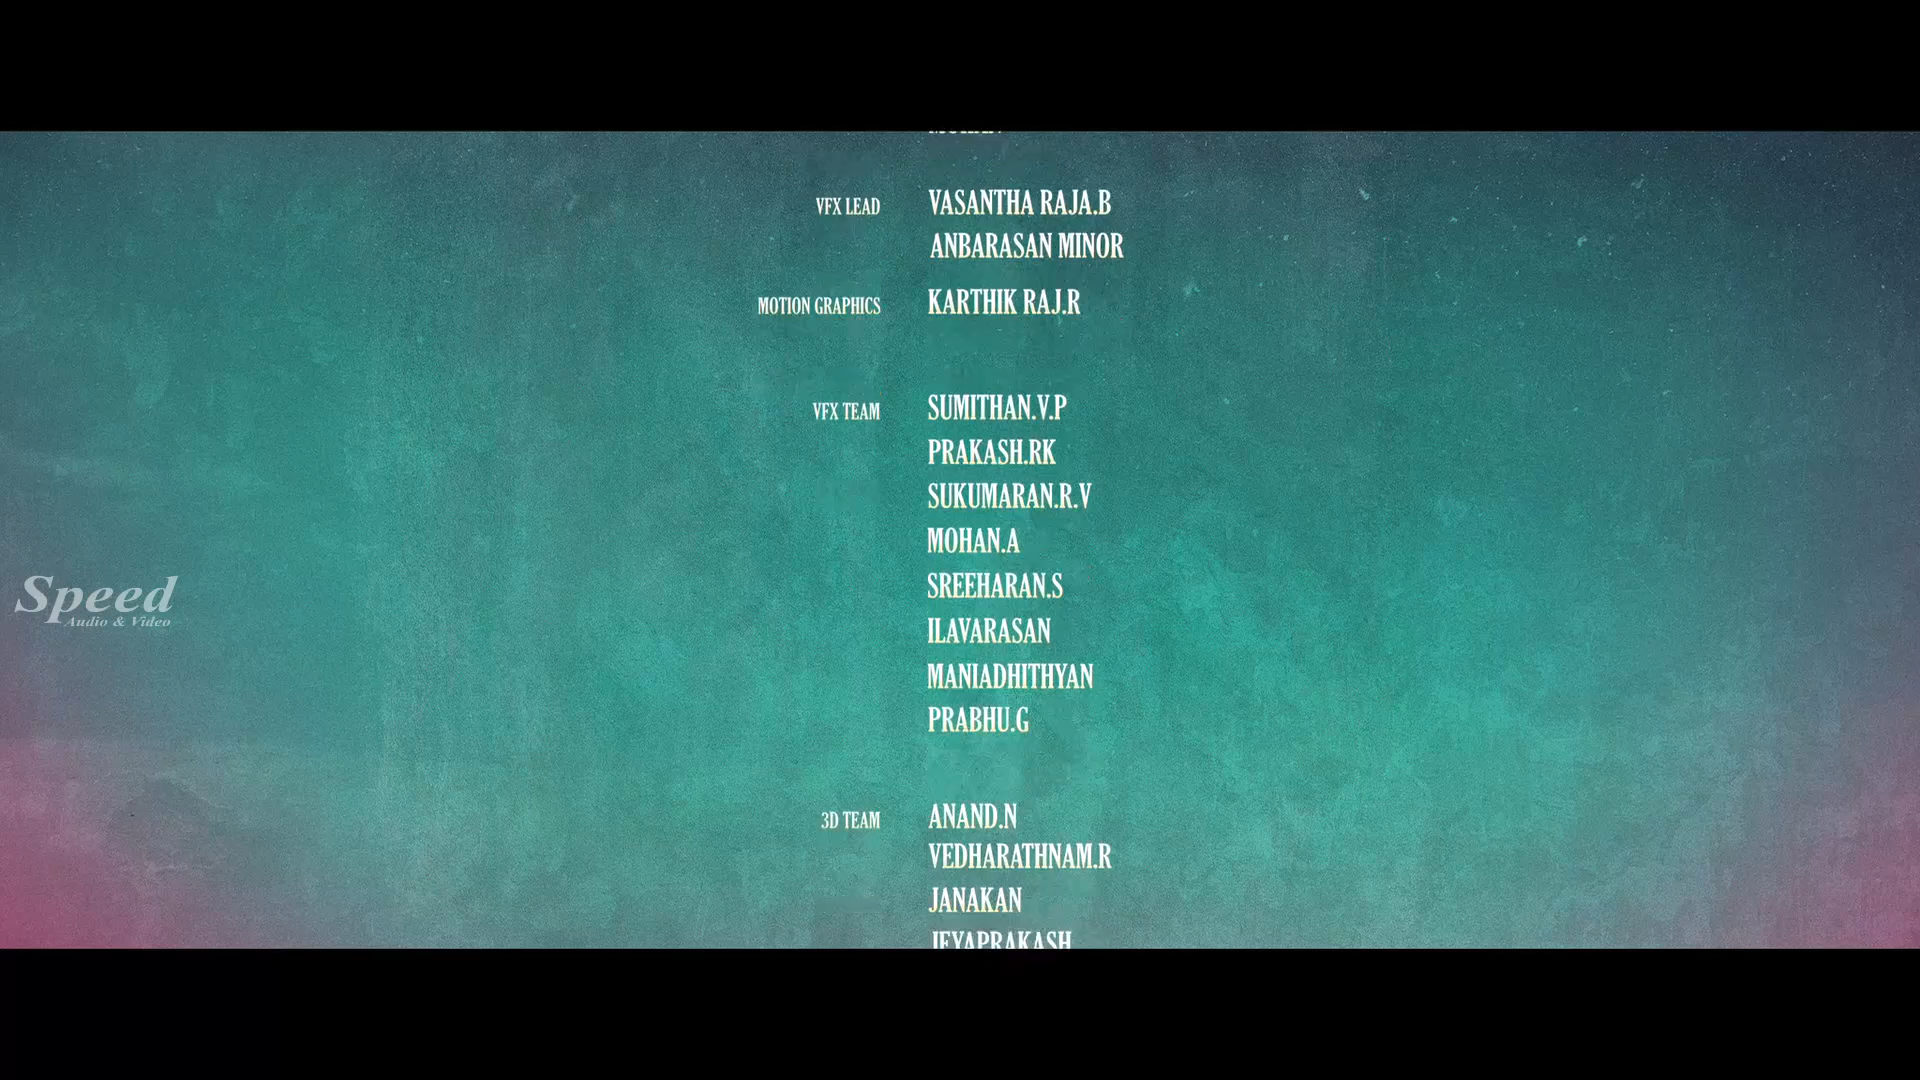 VFX LEAD VASANTHA RAJA.B
ANBARASAN MINOR
MOTION GRAPHICS KARTHIK RAJ.R
VFX TEAM SUMITHAN.V.P
PRAKASH.RK
SUKUMARAN.R.V
MOHAN.A
SREEHARAN.S
Speed
Audio & Video
ILAVARASAN
MANIADHITHYAN
PRABHU.G
3D TEAM ANAND.N
VEDHARATHNAM.R
JANAKAN
JEYAPRAKASH